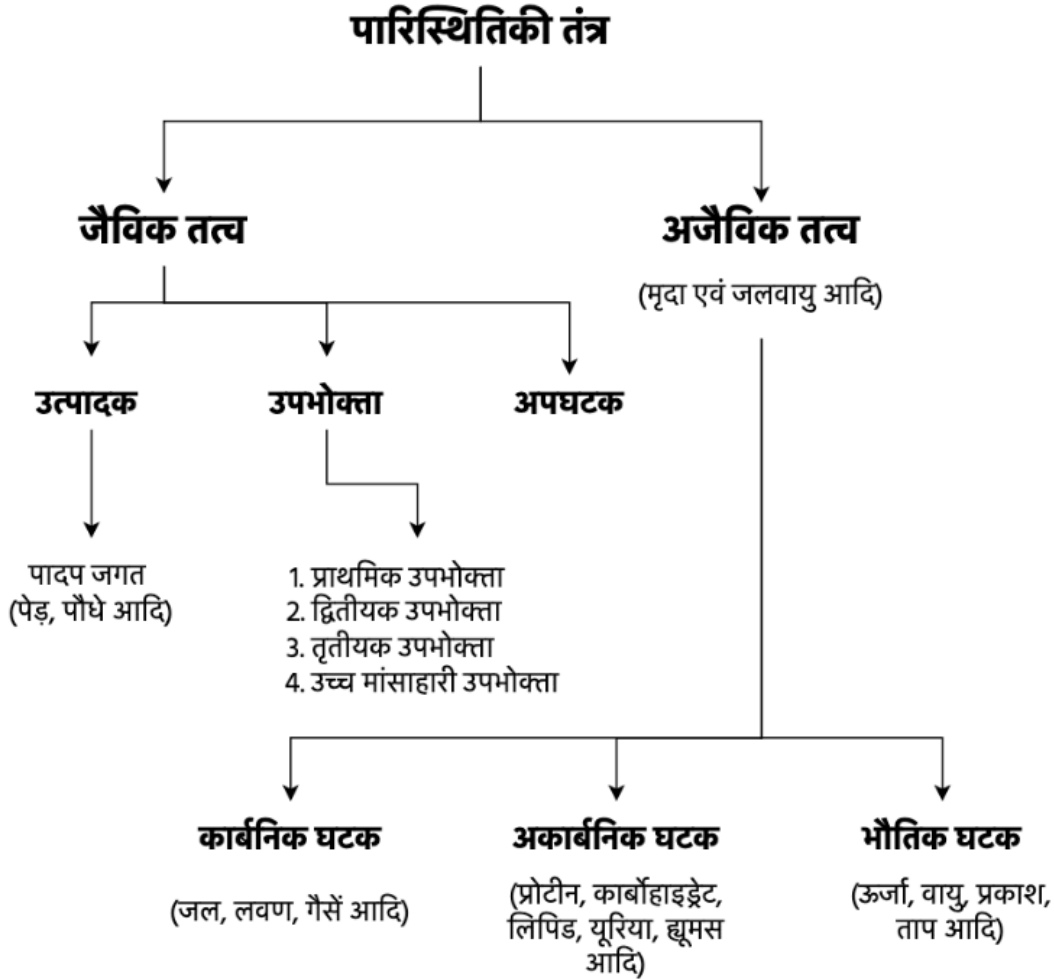 पारिस्थितिकी तंत्र
जैविक तत्व
अजैविक तत्व
(मृदा एवं जलवायु आदि)
उत्पादक
उपभोक्ता
अपघटक
पादप जगत
(पेड़, पौधे आदि)
1. प्राथमिक उपभोक्ता
2. द्वितीयक उपभोक्ता
3. तृतीयक उपभोक्ता
4. उच्च मांसाहारी उपभोक्ता
कार्बनिक घटक
(जल, लवण, गैसें आदि)
अकार्बनिक घटक
(प्रोटीन, कार्बोहाइड्रेट,
लिपिड, यूरिया, ह्यूमस
आदि)
भौतिक घटक
(ऊर्जा, वायु, प्रकाश,
ताप आदि)